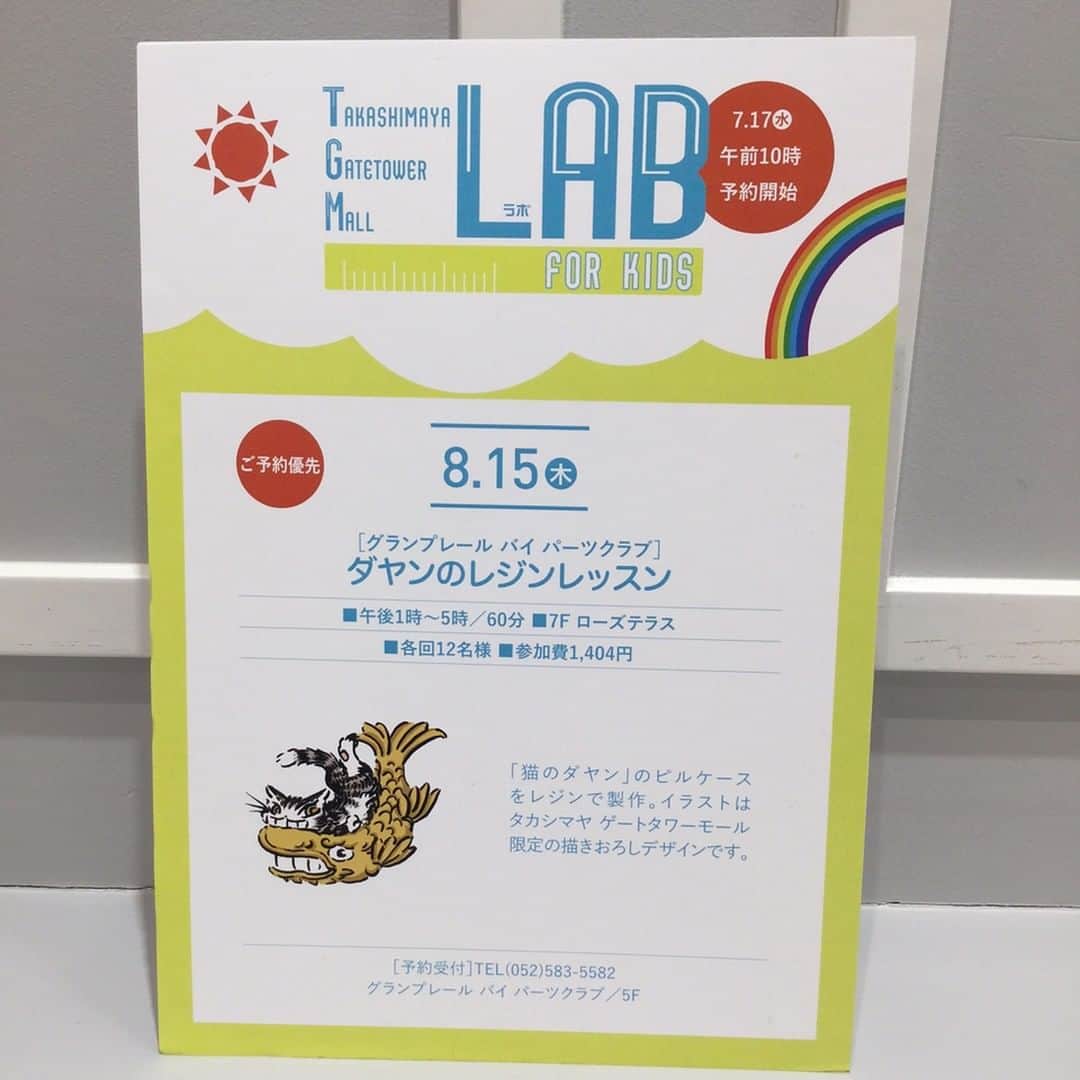 TAKASHIMAYA
GATETOWER
MALL
LAB
ラボ
FOR KIDS
7.17㊌
午前10時
予約開始
ご予約優先
8.15㊍
[グランプレール バイ パーツクラブ]
ダヤンのレジンレッスン
■午後1時〜5時／60分 ■7F ローズテラス
■各回12名様 ■参加費1,404円
「猫のダヤン」のピルケース
をレジンで製作。イラストは
タカシマヤ ゲートタワーモール
限定の描きおろしデザインです。
[予約受付]TEL(052)583-5582
グランプレール バイ パーツクラブ／5F